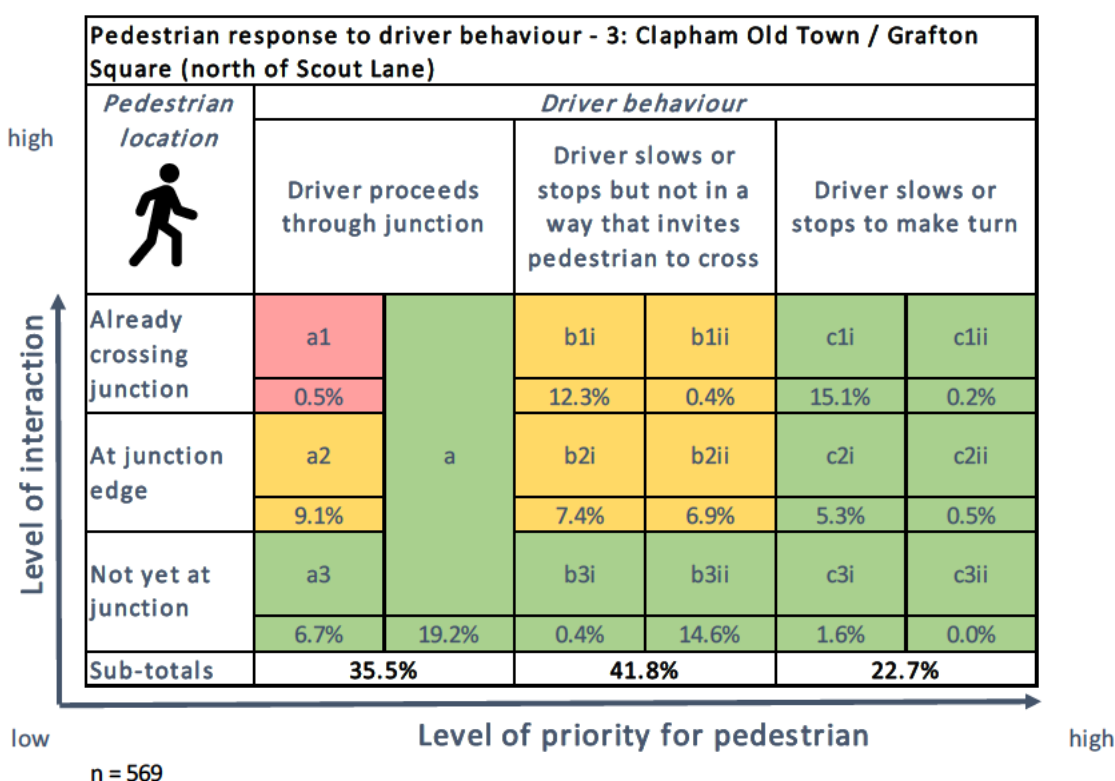 Pedestrian response to driver behaviour - 3: Clapham Old Town / Grafton
Square (north of Scout Lane)
Pedestrian
location
Driver behaviour
high
Driver proceeds
through junction
Driver slows or
stops but not in a
way that invites
pedestrian to cross
Driver slows or
stops to make turn
Level of interaction
Already
crossing
junction
a1
b1i
b1ii
c1i
c1ii
0.5%
12.3%
0.4%
15.1%
0.2%
At junction
edge
a2
a
b2i
b2ii
c2i
c2ii
9.1%
7.4%
6.9%
5.3%
0.5%
Not yet at
junction
a3
b3i
b3ii
c3i
c3ii
6.7%
19.2%
0.4%
14.6%
1.6%
0.0%
Sub-totals
35.5%
41.8%
22.7%
low
Level of priority for pedestrian
high
n = 569